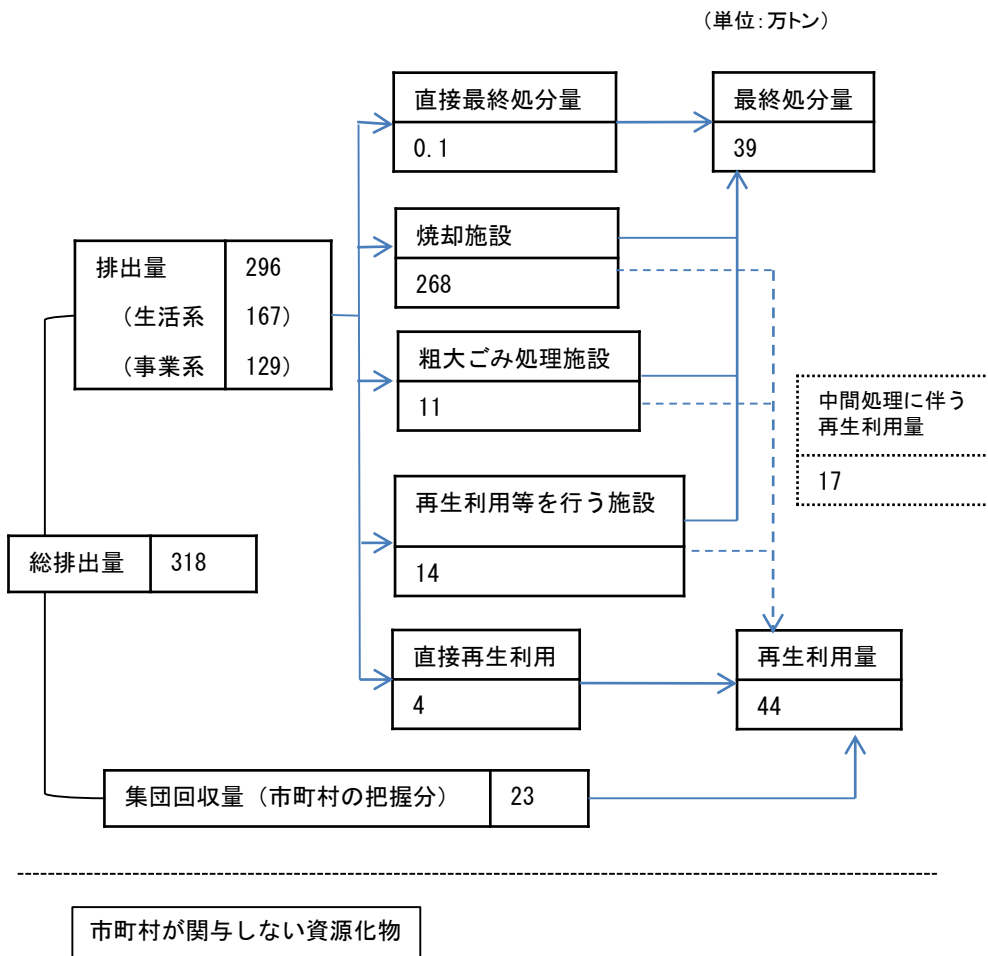 （単位：万トン）
直接最終処分量
0.1
最終処分量
39
焼却施設
268
排出量 296
（生活系 167）
（事業系 129）
粗大ごみ処理施設
11
中間処理に伴う
再生利用量
17
再生利用等を行う施設
14
総排出量 318
直接再生利用
4
再生利用量
44
集団回収量（市町村の把握分） 23
市町村が関与しない資源化物